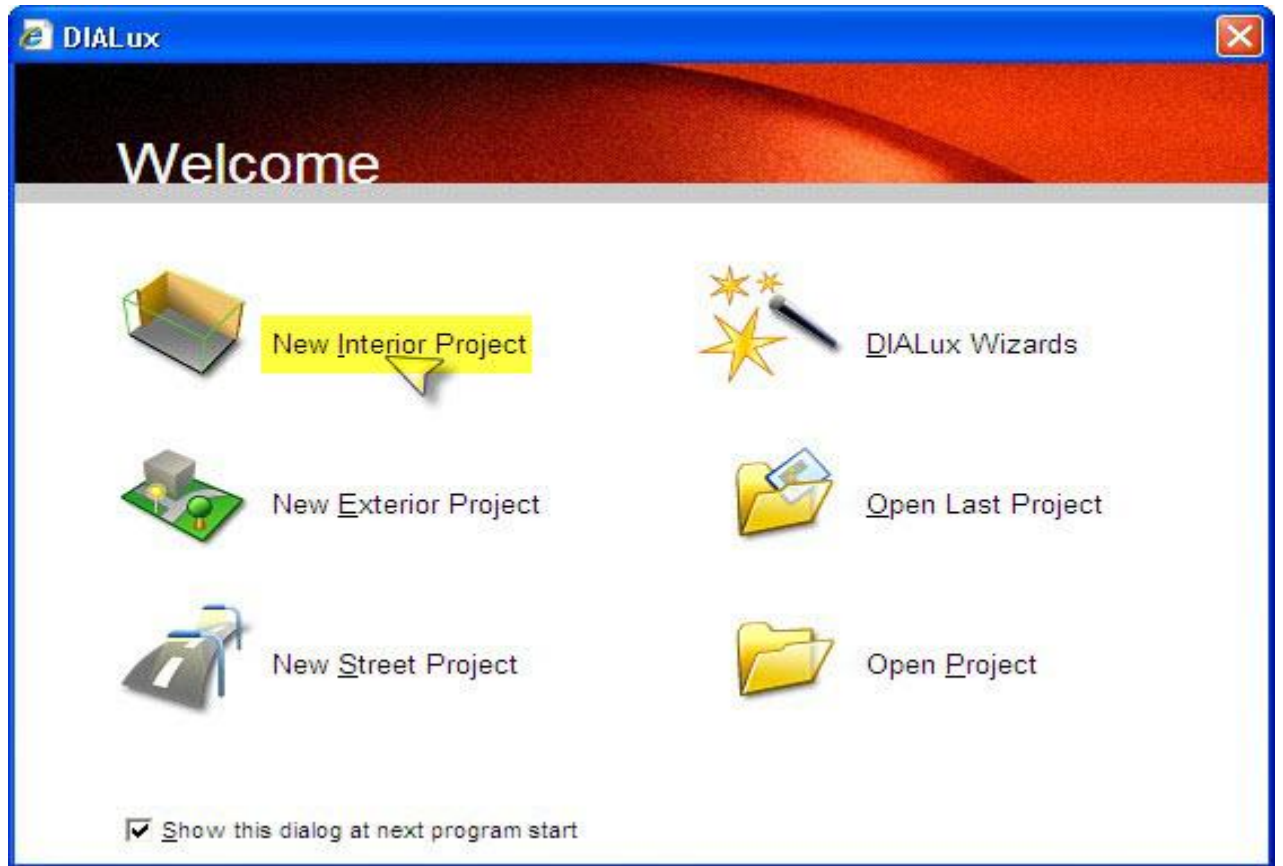 DIALux
Welcome
New Interior Project
DIALux Wizards
New Exterior Project
Open Last Project
New Street Project
Open Project
Show this dialog at next program start